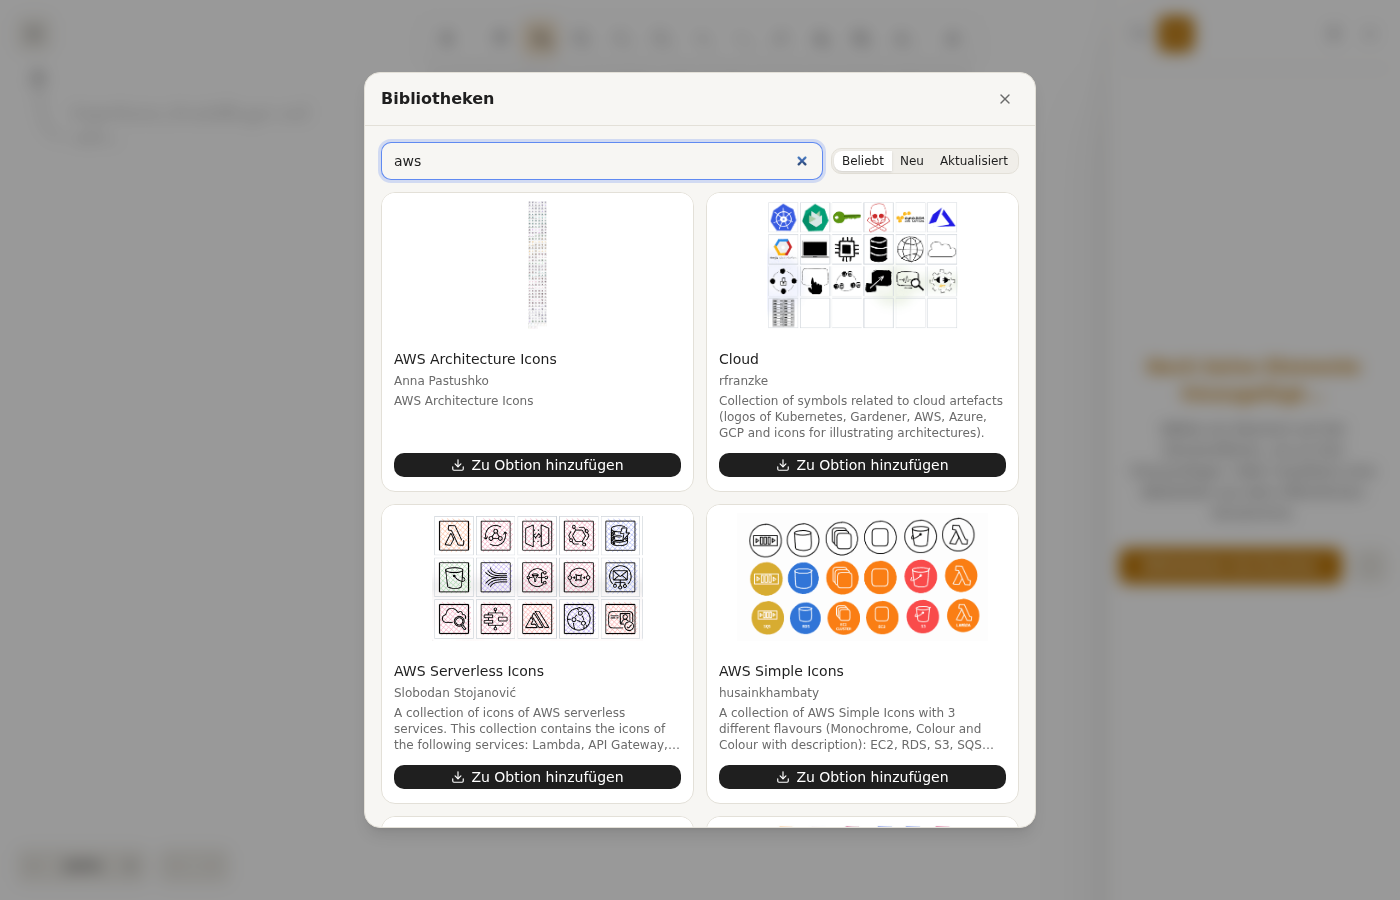 Bibliotheken
aws
Beliebt Neu Aktualisiert
AWS Architecture Icons
Anna Pastushko
AWS Architecture Icons
Zu Obtion hinzufügen
Cloud
rfranzke
Collection of symbols related to cloud artefacts
(logos of Kubernetes, Gardener, AWS, Azure,
GCP and icons for illustrating architectures).
Zu Obtion hinzufügen
AWS Serverless Icons
Slobodan Stojanović
A collection of icons of AWS serverless
services. This collection contains the icons of
the following services: Lambda, API Gateway,…
Zu Obtion hinzufügen
AWS Simple Icons
husainkhambaty
A collection of AWS Simple Icons with 3
different flavours (Monochrome, Colour and
Colour with description): EC2, RDS, S3, SQS…
Zu Obtion hinzufügen